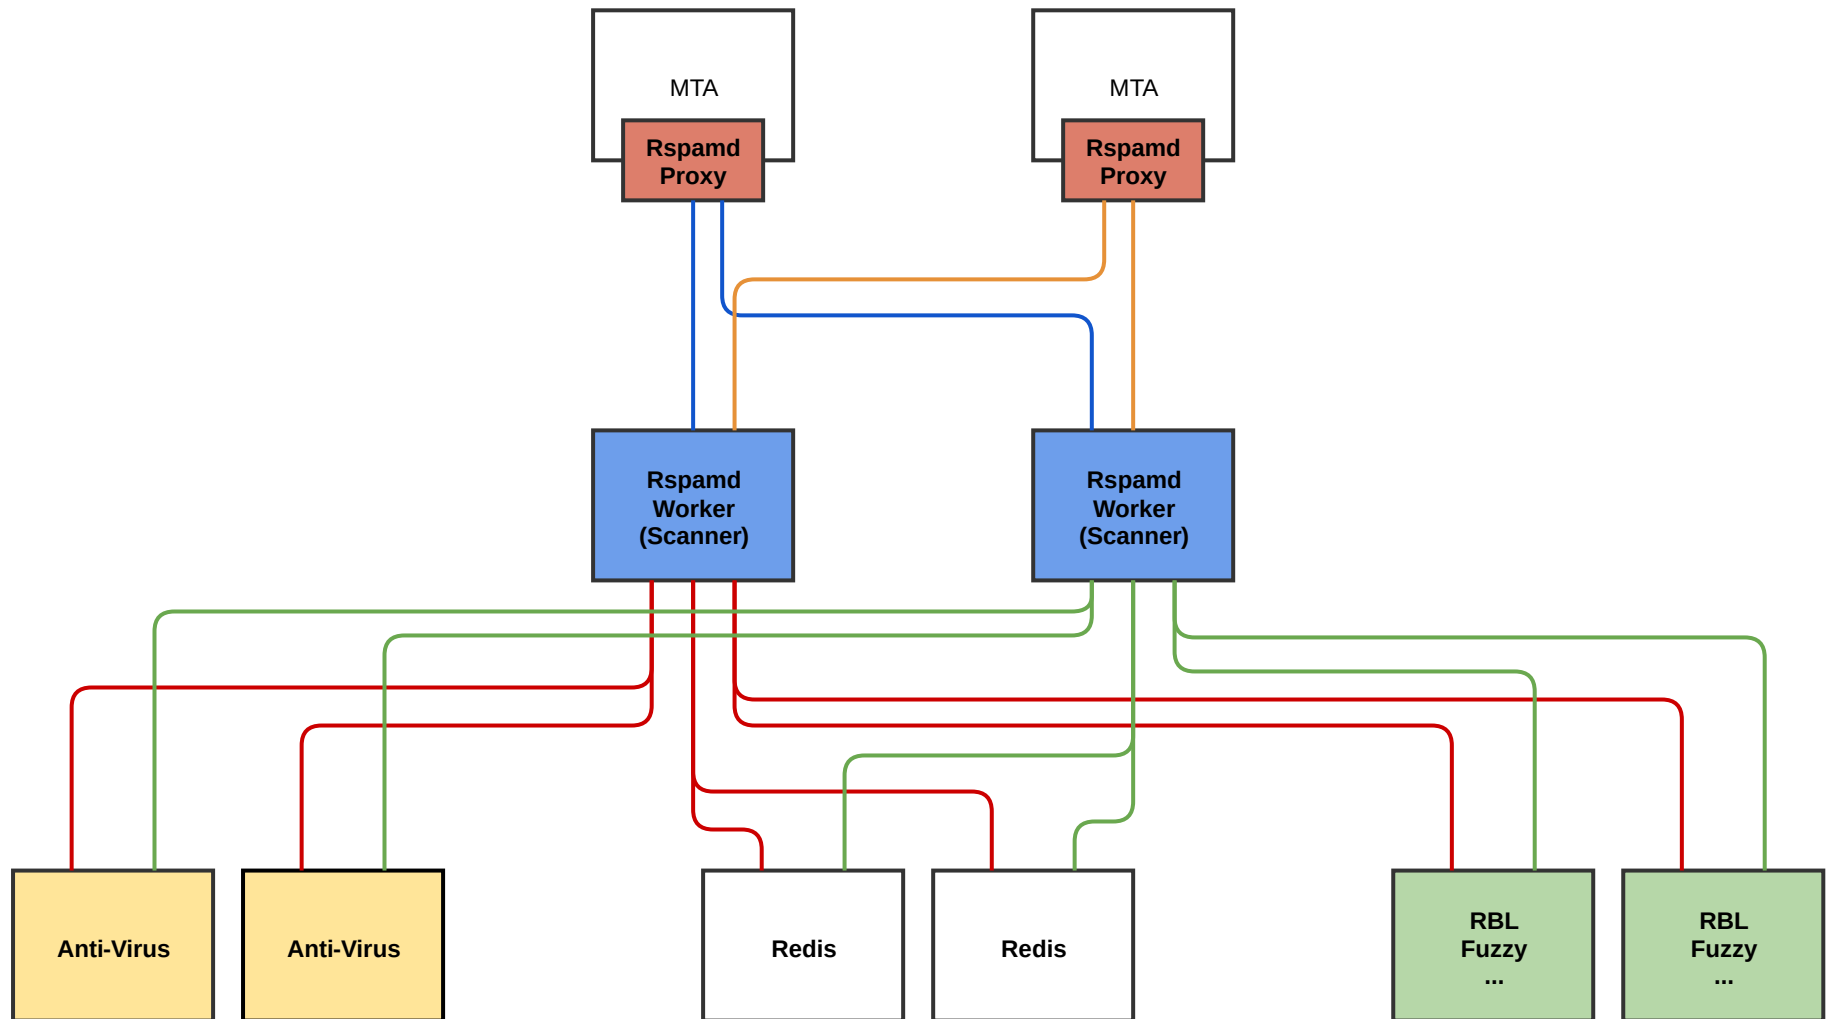 MTA
MTA
Rspamd
Proxy
Rspamd
Proxy
Rspamd
Worker
(Scanner)
Rspamd
Worker
(Scanner)
Anti-Virus
Anti-Virus
Redis
Redis
RBL
Fuzzy
...
RBL
Fuzzy
...